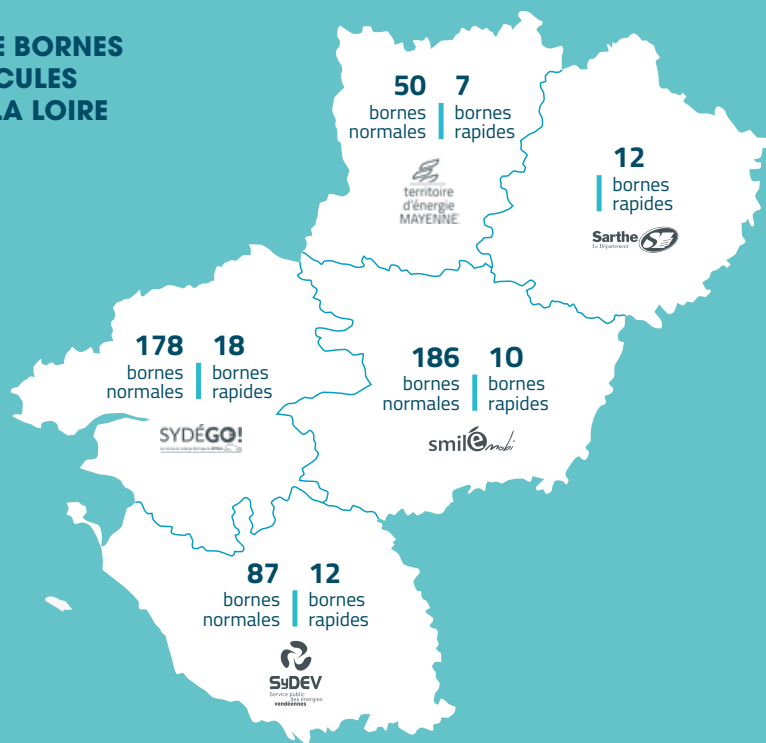 E BORNES
CULES
LA LOIRE
50
bornes
normales
7
bornes
rapides
territoire
d'énergie
MAYENNE
12
bornes
rapides
Sarthe
Le Département
178
bornes
normales
18
bornes
rapides
SYDÉGO!
186
bornes
normales
10
bornes
rapides
smilé mobi
87
bornes
normales
12
bornes
rapides
SyDEV
Service public
des énergies
vendéennes